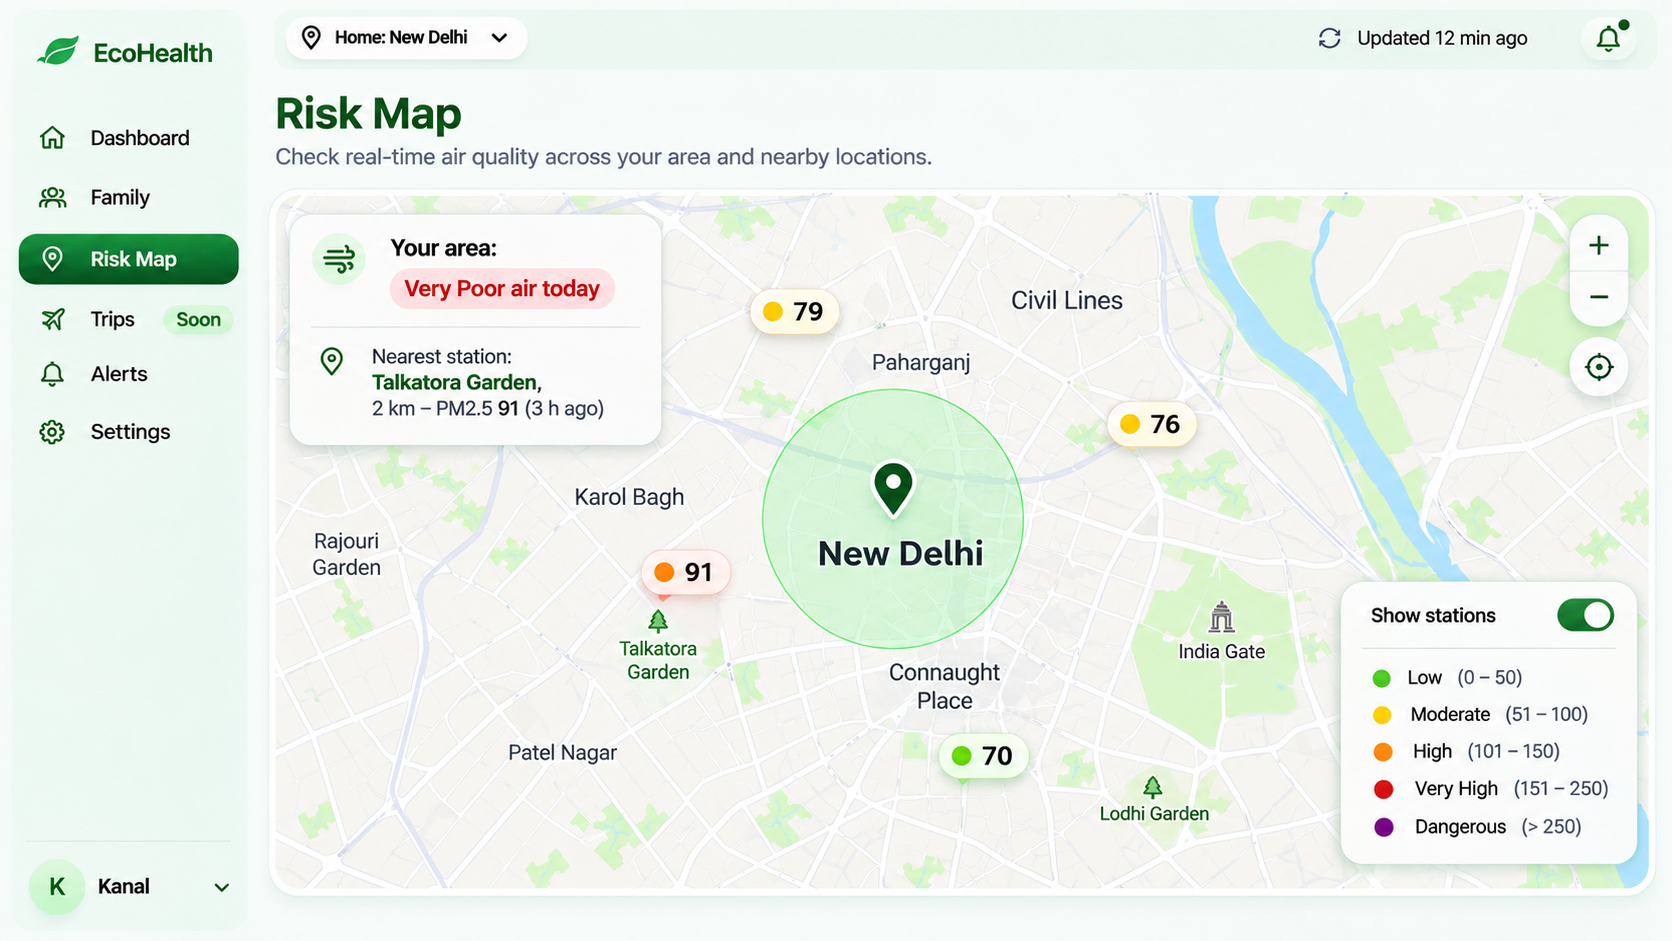 EcoHealth
Dashboard
Family
Risk Map
Trips Soon
Alerts
Settings
K Kanal
Home: New Delhi
Updated 12 min ago
Risk Map
Check real-time air quality across your area and nearby locations.
Your area:
Very Poor air today
Nearest station:
Talkatora Garden,
2 km – PM2.5 91 (3 h ago)
79
Civil Lines
Paharganj
76
Karol Bagh
Rajouri
Garden
New Delhi
91
Talkatora
Garden
India Gate
Connaught
Place
Patel Nagar
70
Lodhi Garden
+
−
Show stations
Low (0 – 50)
Moderate (51 – 100)
High (101 – 150)
Very High (151 – 250)
Dangerous (> 250)